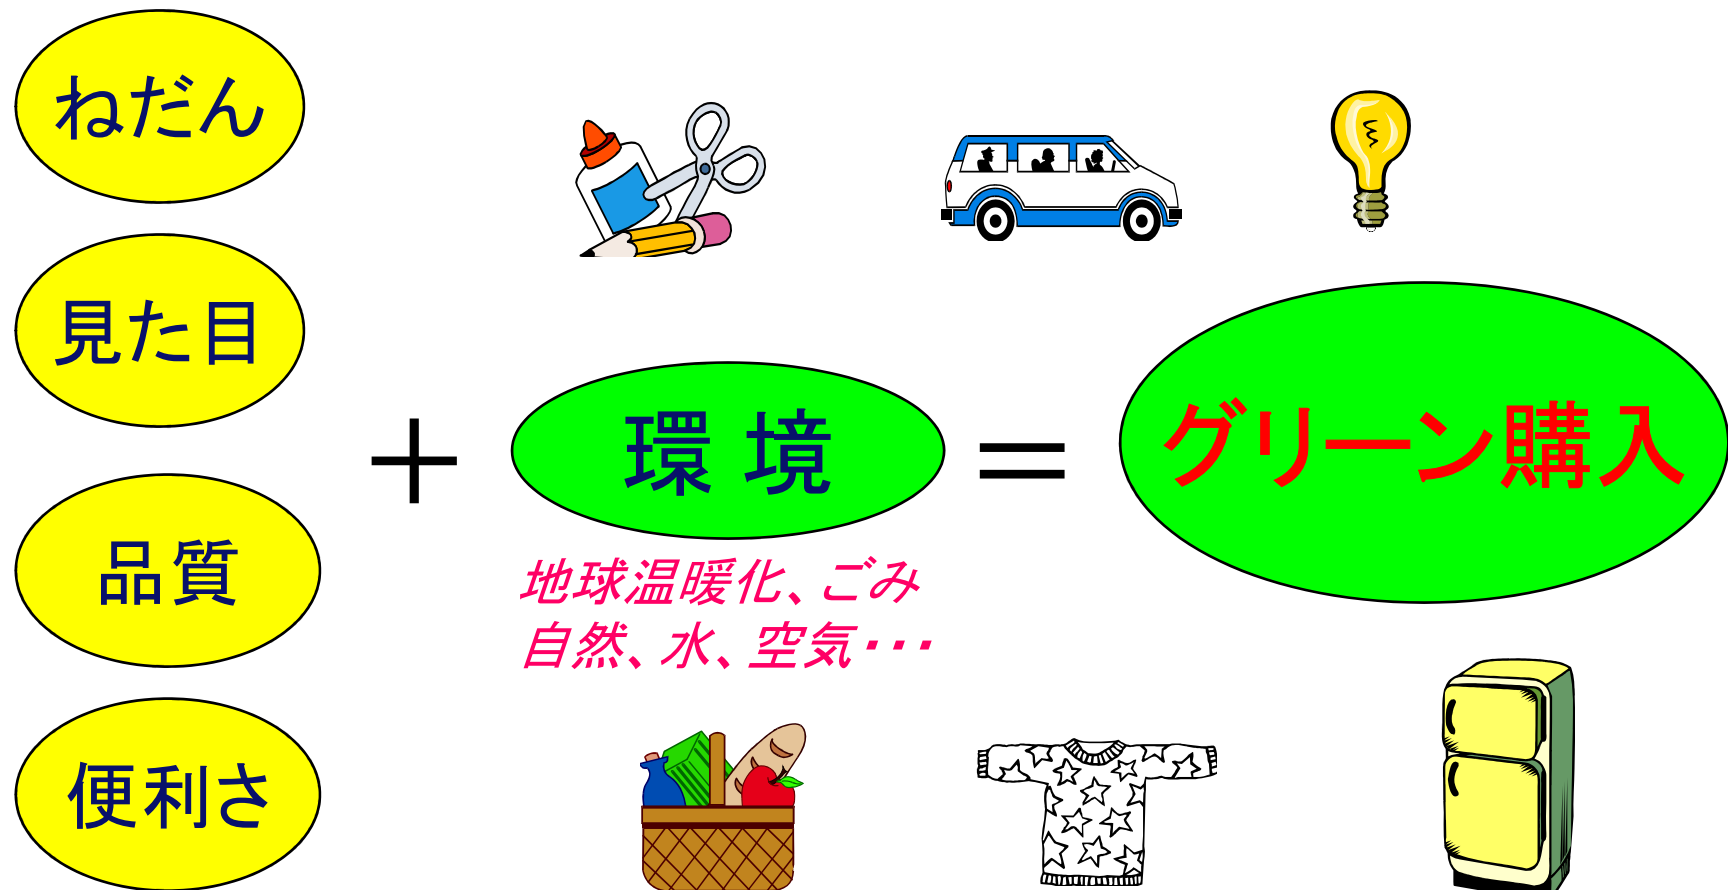 ねだん
見た目
品質
便利さ
＋
環 境
地球温暖化、ごみ
自然、水、空気・・・
＝
グリーン購入